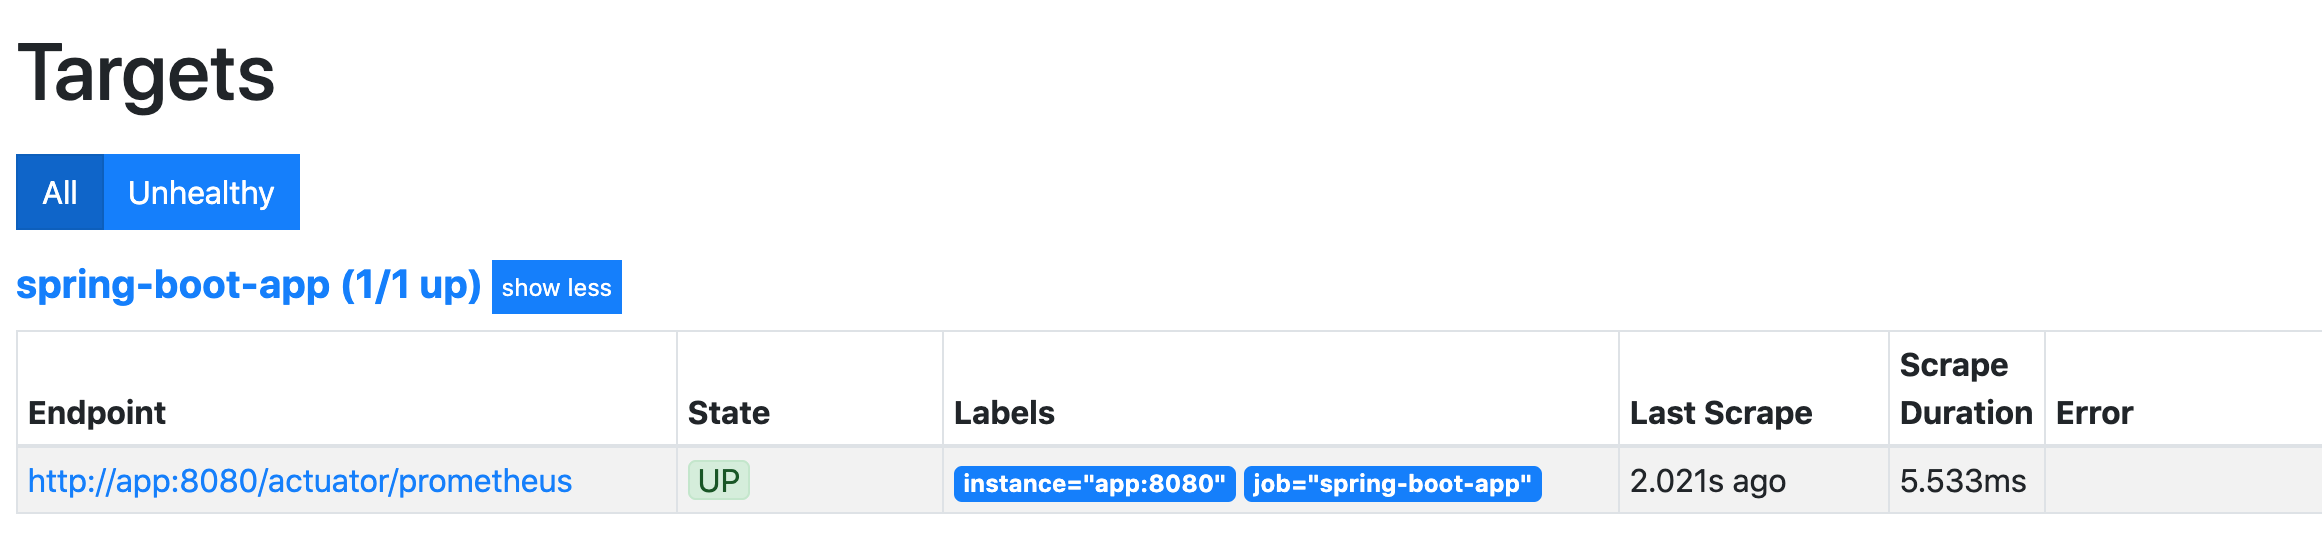 Targets
All Unhealthy
spring-boot-app (1/1 up) show less
Endpoint State Labels Last Scrape Scrape Duration Error
http://app:8080/actuator/prometheus UP instance="app:8080" job="spring-boot-app" 2.021s ago 5.533ms